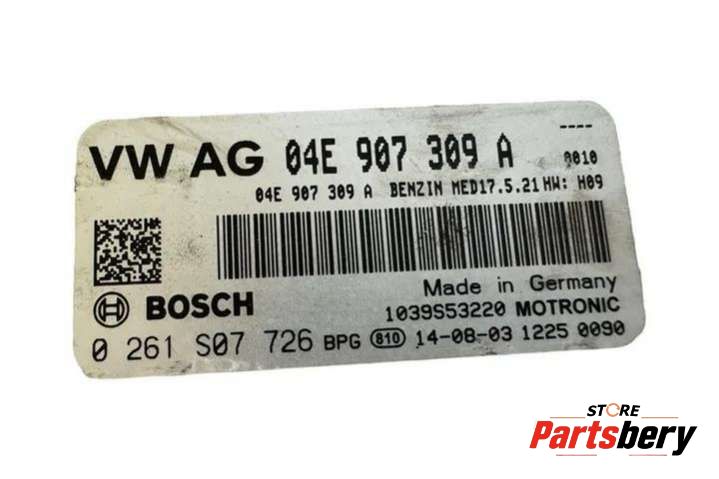 VW AG 04E 907 309 A ----
0010
04E 907 309 A BENZIN MED17.5.21 HW: H09
Made in Germany
BOSCH 1039S53220 MOTRONIC
0 261 S07 726 BPG 810 14-08-03 1225 0090
STORE
Partsbery